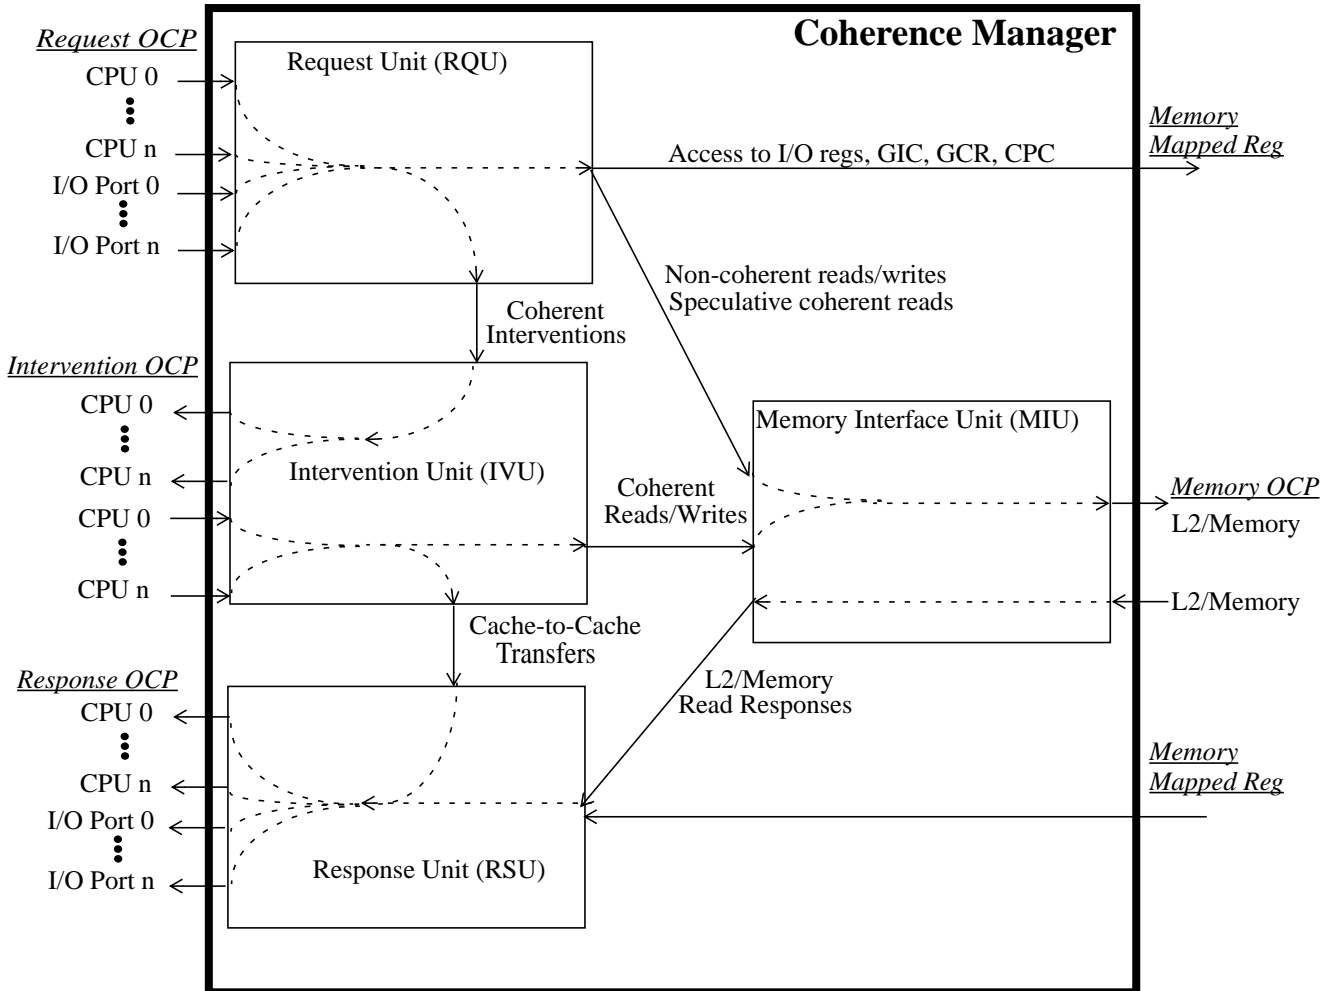 Coherence Manager
Request OCP
CPU 0
CPU n
I/O Port 0
I/O Port n
Request Unit (RQU)
Access to I/O regs, GIC, GCR, CPC
Memory
Mapped Reg
Non-coherent reads/writes
Speculative coherent reads
Coherent
Interventions
Intervention OCP
CPU 0
CPU n
CPU 0
CPU n
Intervention Unit (IVU)
Coherent
Reads/Writes
Memory Interface Unit (MIU)
Memory OCP
L2/Memory
L2/Memory
Cache-to-Cache
Transfers
L2/Memory
Read Responses
Response OCP
CPU 0
CPU n
I/O Port 0
I/O Port n
Response Unit (RSU)
Memory
Mapped Reg